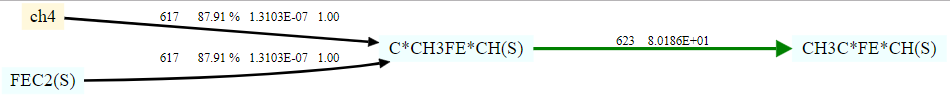 ch4
617 87.91 % 1.3103E-07 1.00
C*CH3FE*CH(S)
623 8.0186E+01
CH3C*FE*CH(S)
617 87.91 % 1.3103E-07 1.00
FEC2(S)